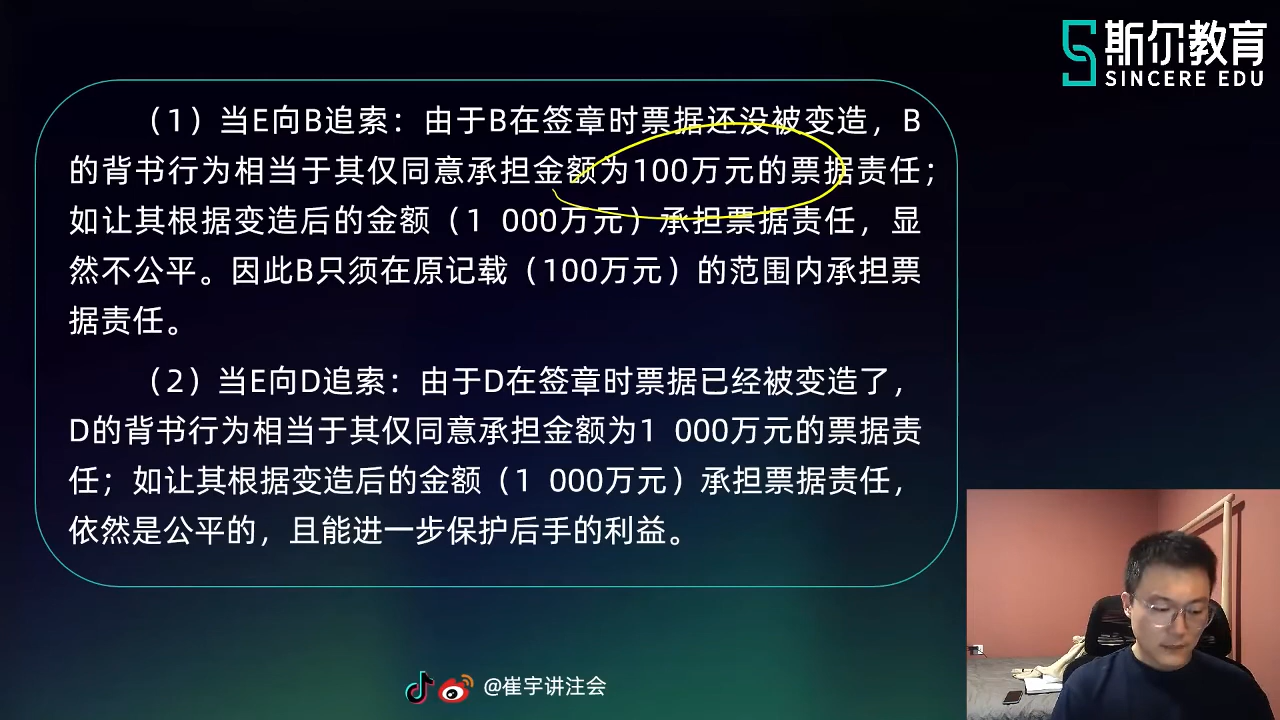 斯尔教育
SINCERE EDU
（1）当E向B追索：由于B在签章时票据还没被变造，B
的背书行为相当于其仅同意承担金额为100万元的票据责任；
如让其根据变造后的金额（1 000万元）承担票据责任，显
然不公平。因此B只须在原记载（100万元）的范围内承担票
据责任。
（2）当E向D追索：由于D在签章时票据已经被变造了，
D的背书行为相当于其仅同意承担金额为1 000万元的票据责
任；如让其根据变造后的金额（1 000万元）承担票据责任，
依然是公平的，且能进一步保护后手的利益。
@崔宇讲注会